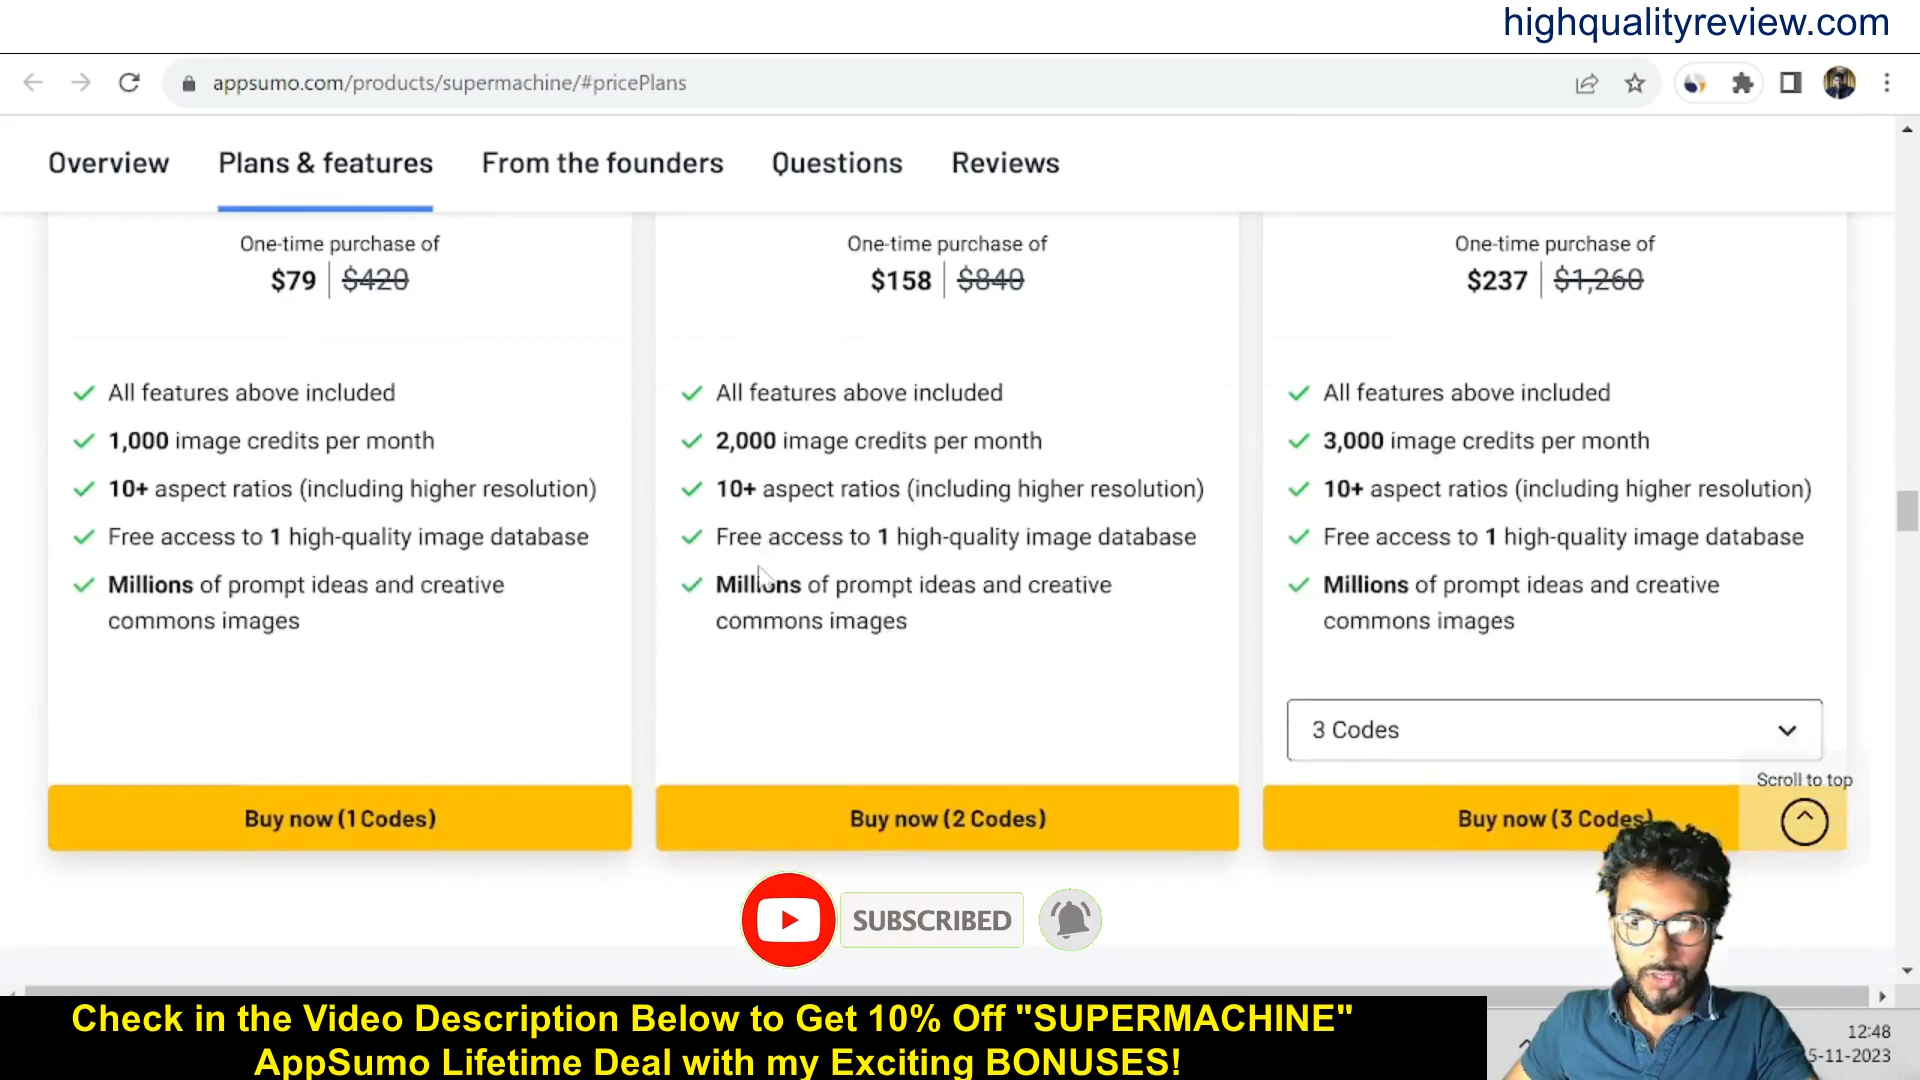 highqualityreview.com
appsumo.com/products/supermachine/#pricePlans
Overview Plans & features From the founders Questions Reviews
One-time purchase of
$79 $420
All features above included
1,000 image credits per month
10+ aspect ratios (including higher resolution)
Free access to 1 high-quality image database
Millions of prompt ideas and creative
commons images
Buy now (1 Codes)
One-time purchase of
$158 $840
All features above included
2,000 image credits per month
10+ aspect ratios (including higher resolution)
Free access to 1 high-quality image database
Millions of prompt ideas and creative
commons images
Buy now (2 Codes)
One-time purchase of
$237 $1,260
All features above included
3,000 image credits per month
10+ aspect ratios (including higher resolution)
Free access to 1 high-quality image database
Millions of prompt ideas and creative
commons images
3 Codes
Scroll to top
Buy now (3 Codes)
SUBSCRIBED
Check in the Video Description Below to Get 10% Off "SUPERMACHINE"
AppSumo Lifetime Deal with my Exciting BONUSES!
12:48
5-11-2023